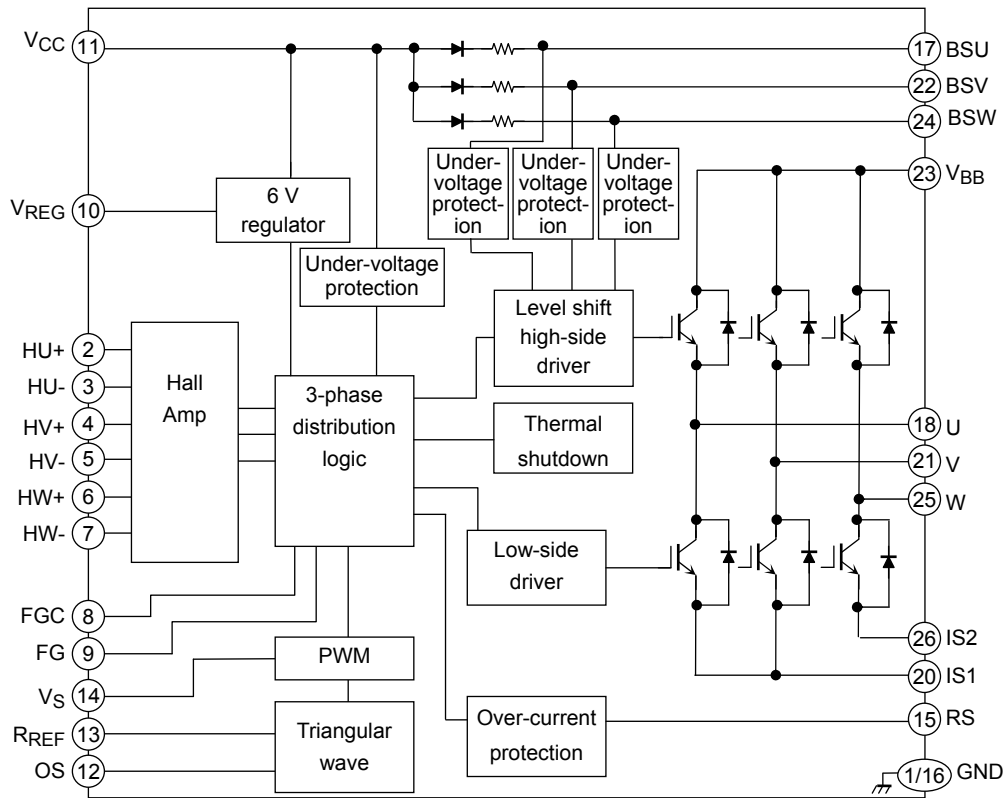 VCC 11
17 BSU
22 BSV
24 BSW
23 VBB
VREG 10
6 V
regulator
Under-voltage
protection
Under-
voltage
protect-
ion
Under-
voltage
protect-
ion
Under-
voltage
protect-
ion
Level shift
high-side
driver
HU+ 2
HU- 3
HV+ 4
HV- 5
HW+ 6
HW- 7
Hall
Amp
3-phase
distribution
logic
Thermal
shutdown
Low-side
driver
18 U
21 V
25 W
FGC 8
FG 9
VS 14
RREF 13
OS 12
PWM
Triangular
wave
Over-current
protection
26 IS2
20 IS1
15 RS
1/16 GND